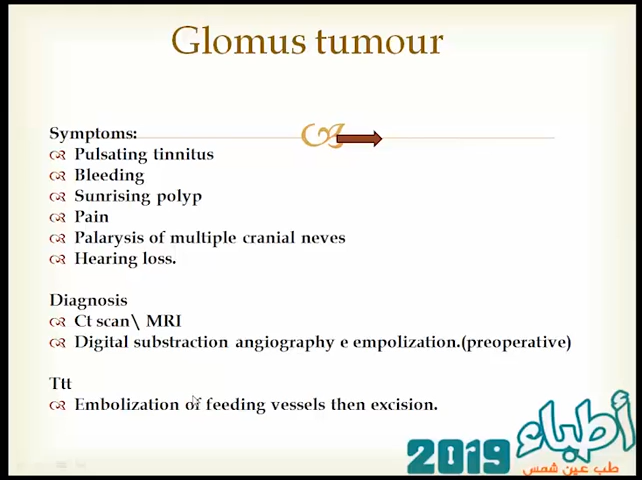 Glomus tumour
Symptoms:
Pulsating tinnitus
Bleeding
Sunrising polyp
Pain
Palarysis of multiple cranial neves
Hearing loss.
Diagnosis
Ct scan\ MRI
Digital substraction angiography e empolization.(preoperative)
Ttt
Embolization of feeding vessels then excision.
أطباء
2019
طب عين شمس